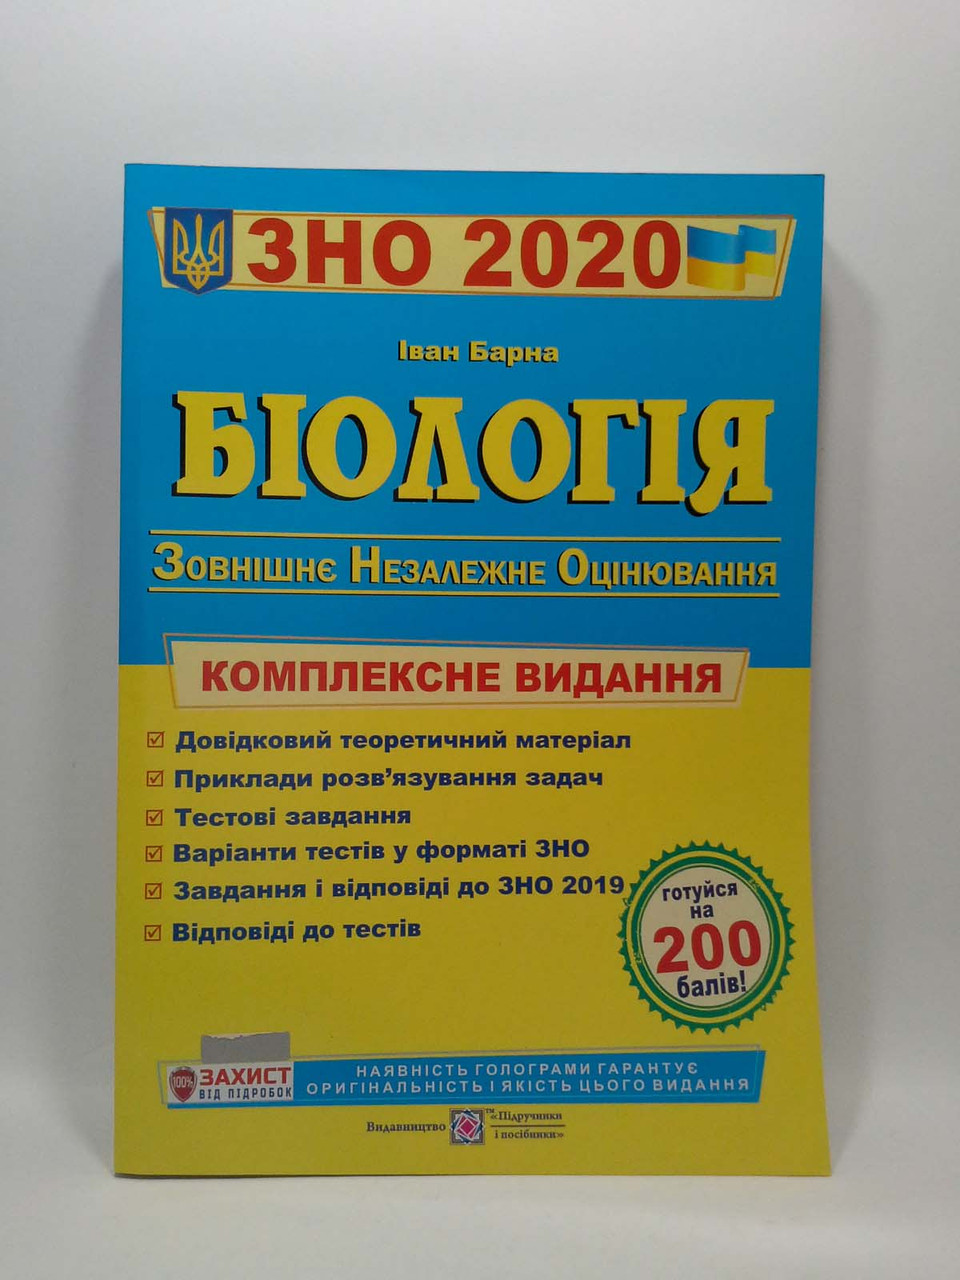 ЗНО 2020
Іван Барна
БІОЛОГІЯ
Зовнішнє Незалежне Оцінювання
КОМПЛЕКСНЕ ВИДАННЯ
Довідковий теоретичний матеріал
Приклади розв’язування задач
Тестові завдання
Варіанти тестів у форматі ЗНО
Завдання і відповіді до ЗНО 2019
Відповіді до тестів
готуйся
на
200
балів!
100%
ЗАХИСТ
ВІД ПІДРОБОК
НАЯВНІСТЬ ГОЛОГРАМИ ГАРАНТУЄ
ОРИГІНАЛЬНІСТЬ І ЯКІСТЬ ЦЬОГО ВИДАННЯ
Видавництво ™ «Підручники
і посібники»